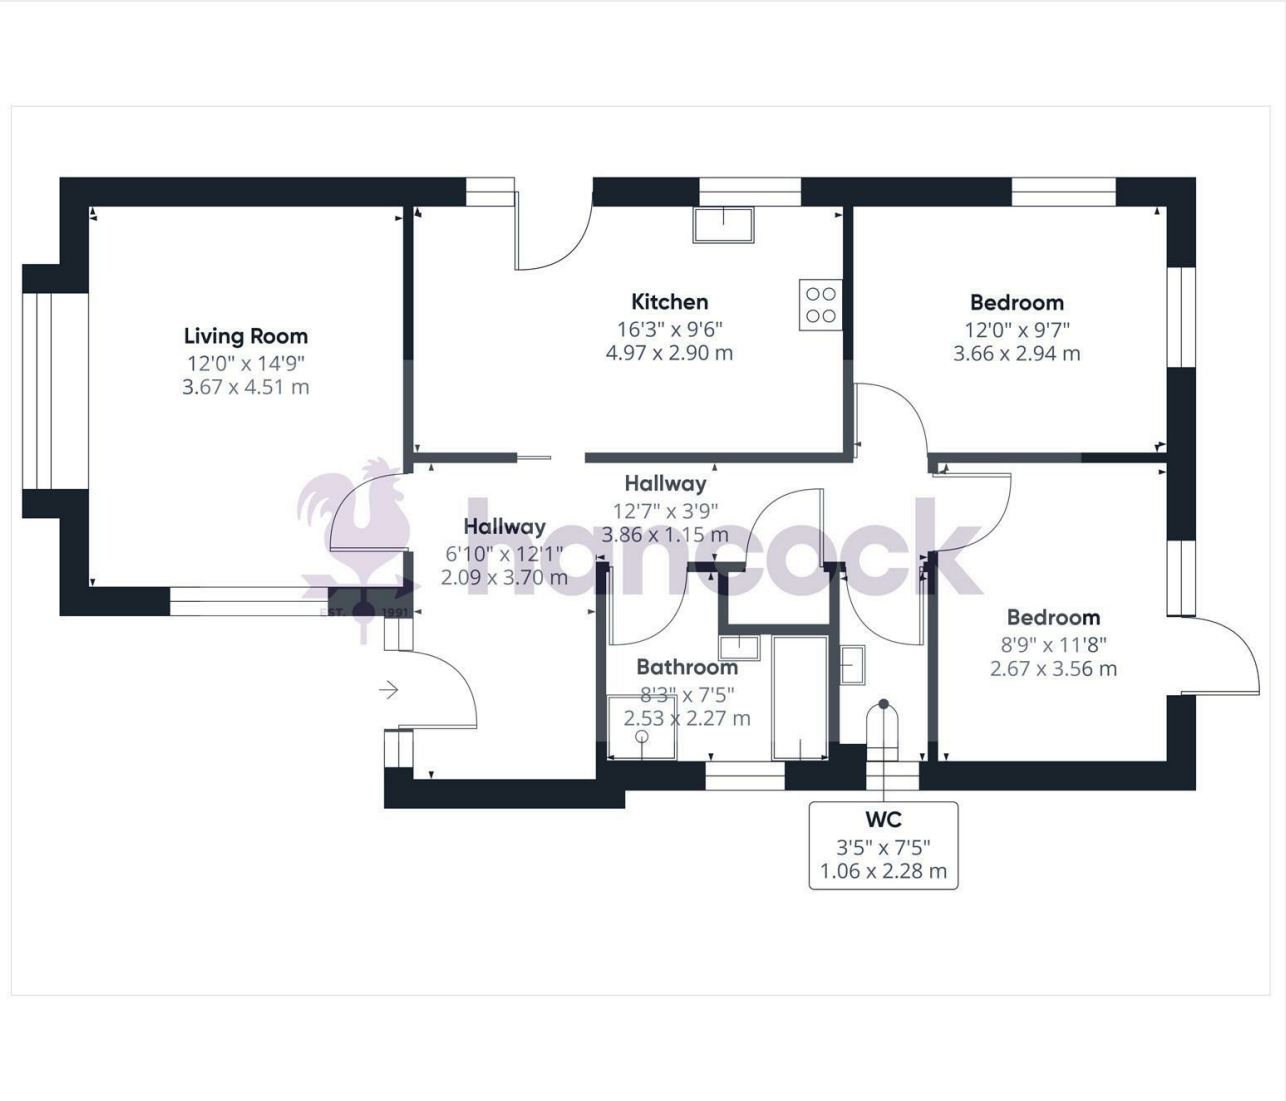 Living Room
12'0" x 14'9"
3.67 x 4.51 m
Kitchen
16'3" x 9'6"
4.97 x 2.90 m
Bedroom
12'0" x 9'7"
3.66 x 2.94 m
Hallway
12'7" x 3'9"
3.86 x 1.15 m
Hallway
6'10" x 12'1"
2.09 x 3.70 m
hancock
EST. 1991
Bedroom
8'9" x 11'8"
2.67 x 3.56 m
Bathroom
8'3" x 7'5"
2.53 x 2.27 m
WC
3'5" x 7'5"
1.06 x 2.28 m